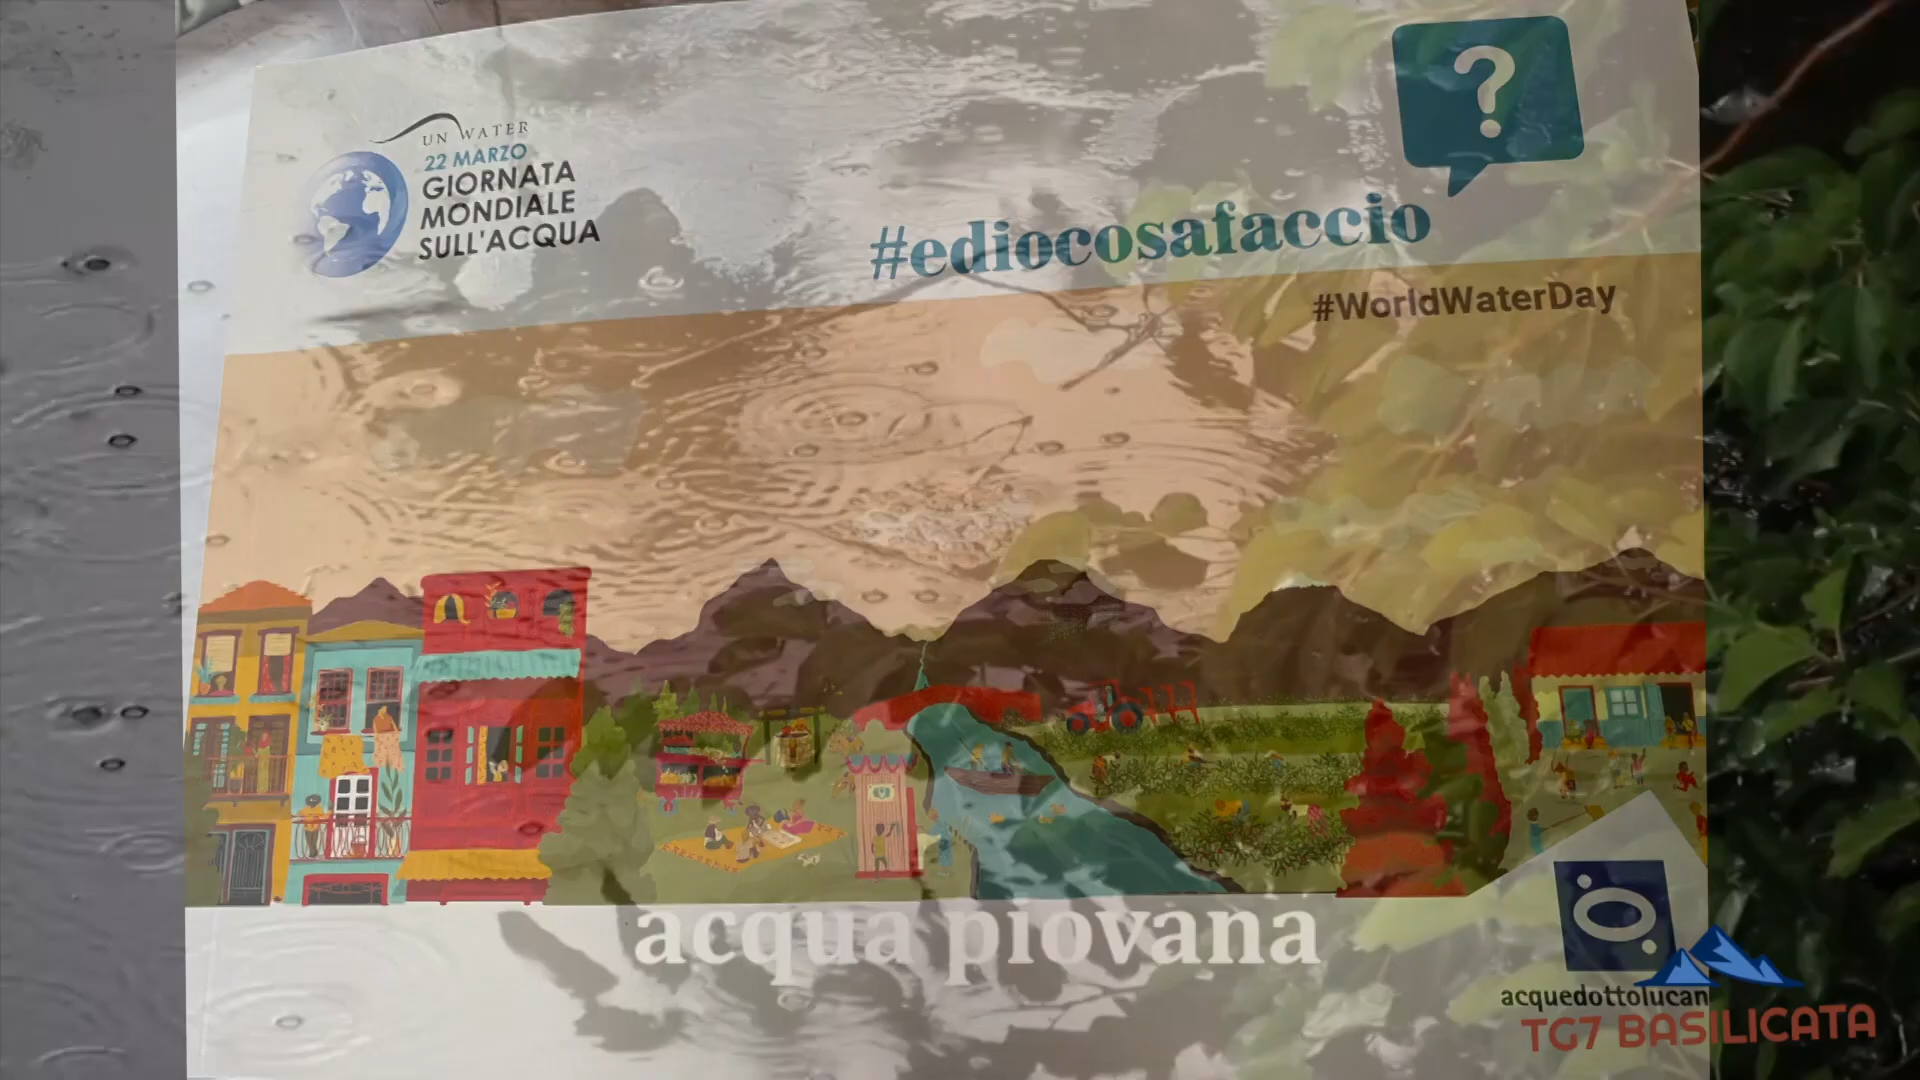 UN WATER
22 MARZO
GIORNATA
MONDIALE
SULL'ACQUA
?
#ediocosafaccio
#WorldWaterDay
acqua piovana
acquedottolucan
TG7 BASILICATA